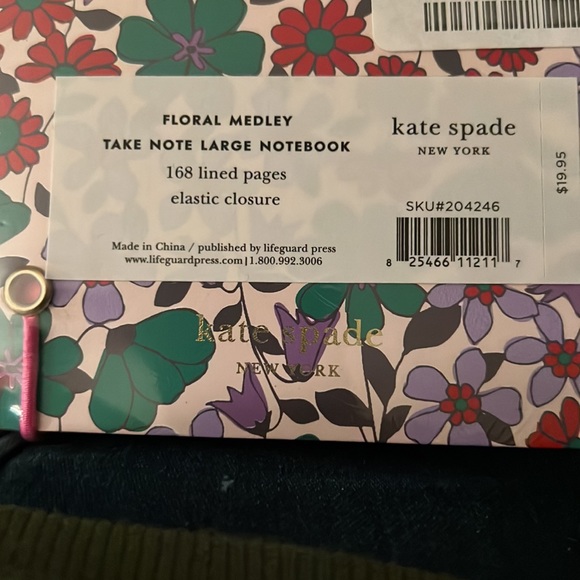 FLORAL MEDLEY
TAKE NOTE LARGE NOTEBOOK
168 lined pages
elastic closure
Made in China / published by lifeguard press
www.lifeguardpress.com | 1.800.992.3006
kate spade
NEW YORK
SKU#204246
8 25466 11211 7
$19.95
kate spade
NEW YORK